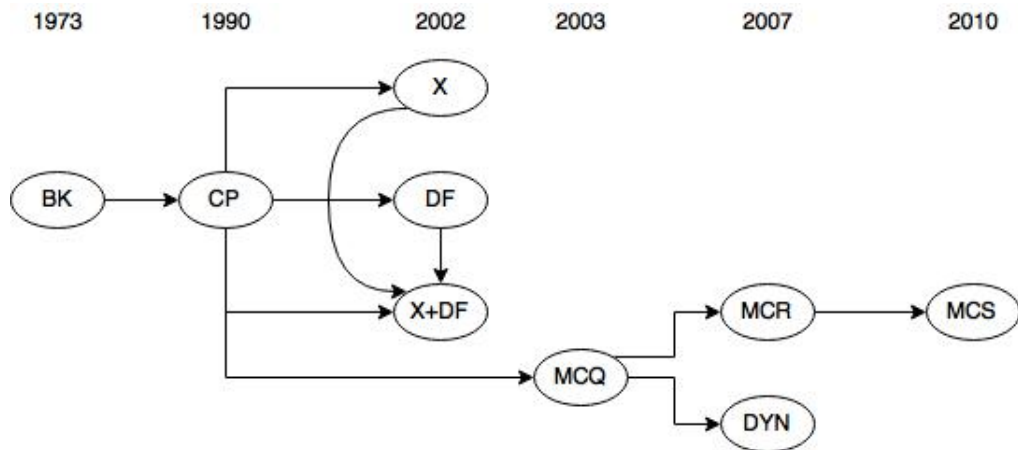 1973 1990 2002 2003 2007 2010
X
BK CP DF
X+DF MCR MCS
MCQ
DYN